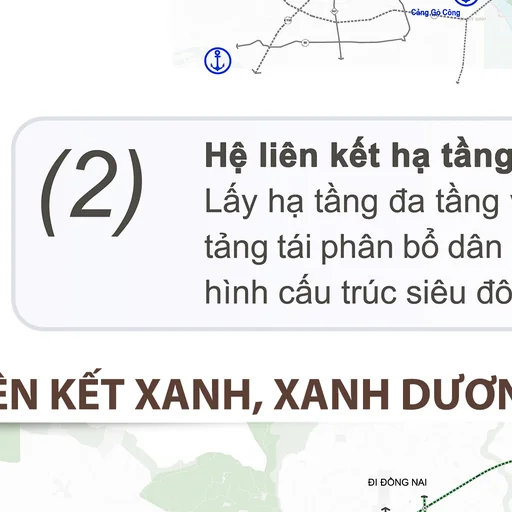 Cảng Gò Công
(2)
Hệ liên kết hạ tầng
Lấy hạ tầng đa tầng
tảng tái phân bổ dân
hình cấu trúc siêu đô
ÊN KẾT XANH, XANH DƯƠN
ĐI ĐỒNG NAI